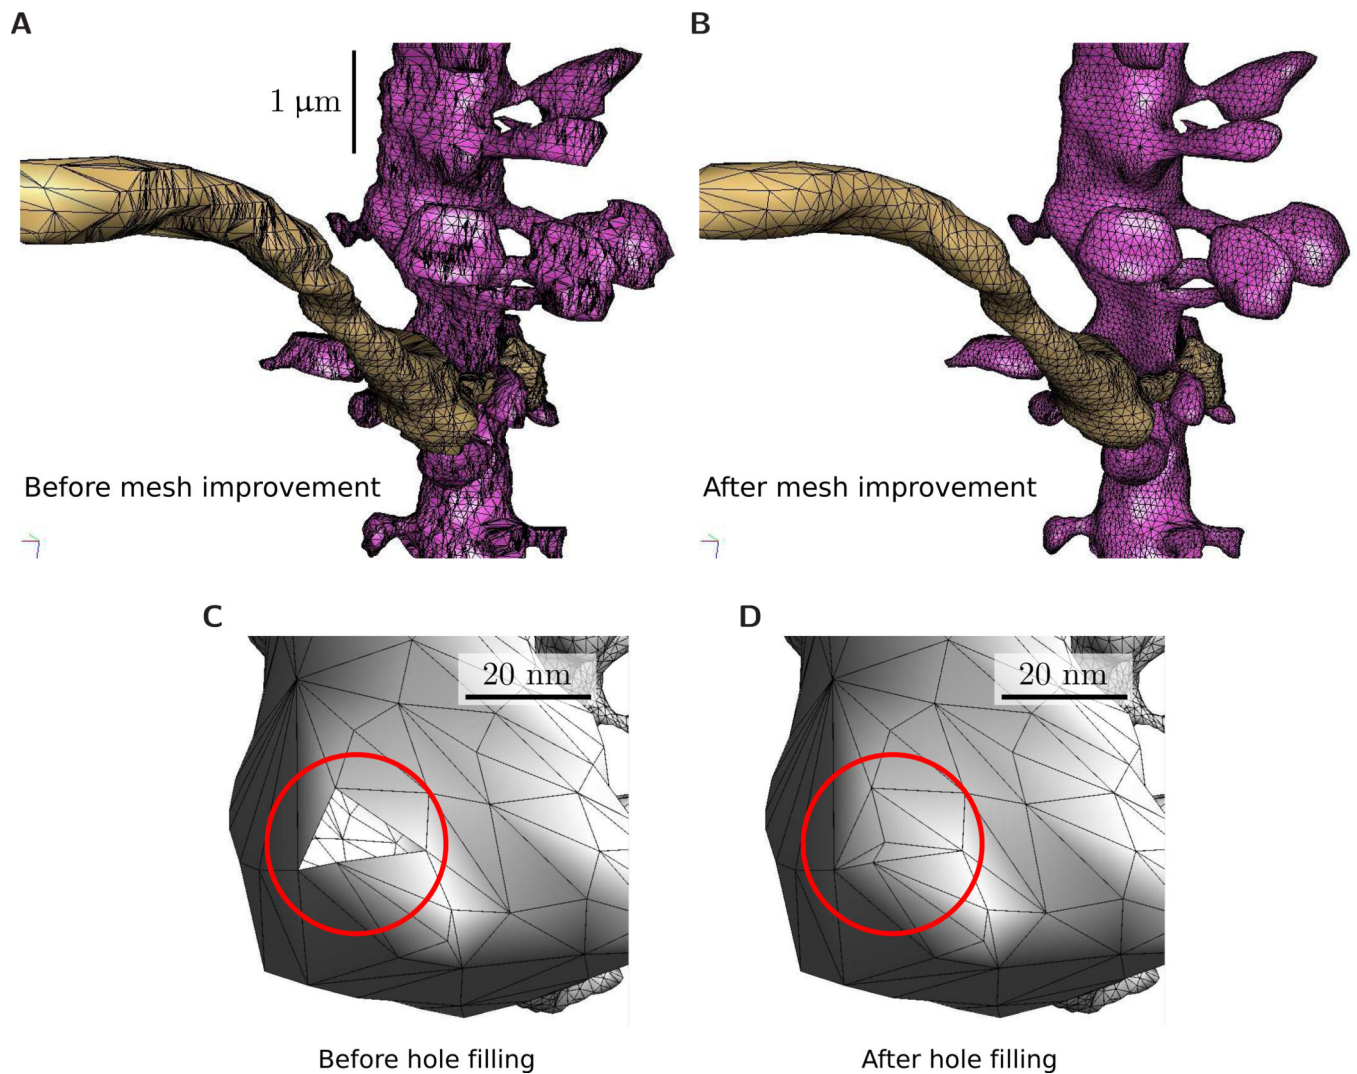 A
B
1 μm
Before mesh improvement
After mesh improvement
C
D
20 nm
20 nm
Before hole filling
After hole filling